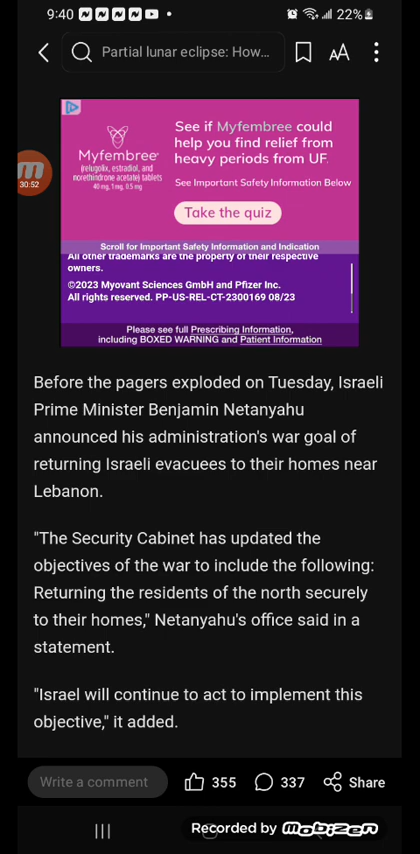 9:40
22%
Partial lunar eclipse: How...
AA
30:52
Myfembree®
(relugolix, estradiol, and
norethindrone acetate) tablets
40 mg, 1 mg, 0.5 mg
See if Myfembree could
help you find relief from
heavy periods from UF.
See Important Safety Information Below
Take the quiz
Scroll for Important Safety Information and Indication
All other trademarks are the property of their respective
owners.
©2023 Myovant Sciences GmbH and Pfizer Inc.
All rights reserved. PP-US-REL-CT-2300169 08/23
Please see full Prescribing Information,
including BOXED WARNING and Patient Information
Before the pagers exploded on Tuesday, Israeli
Prime Minister Benjamin Netanyahu
announced his administration's war goal of
returning Israeli evacuees to their homes near
Lebanon.
"The Security Cabinet has updated the
objectives of the war to include the following:
Returning the residents of the north securely
to their homes," Netanyahu's office said in a
statement.
"Israel will continue to act to implement this
objective," it added.
Write a comment
355
337
Share
Recorded by mobizen